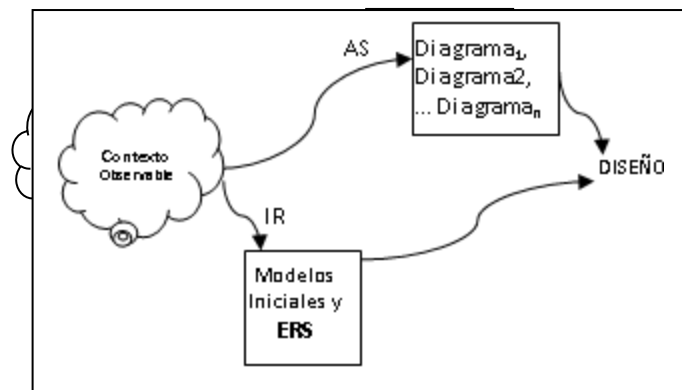 AS
Diagrama₁,
Diagrama2,
... Diagramaₙ
Contexto
Observable
DISEÑO
IR
Modelos
Iniciales y
ERS